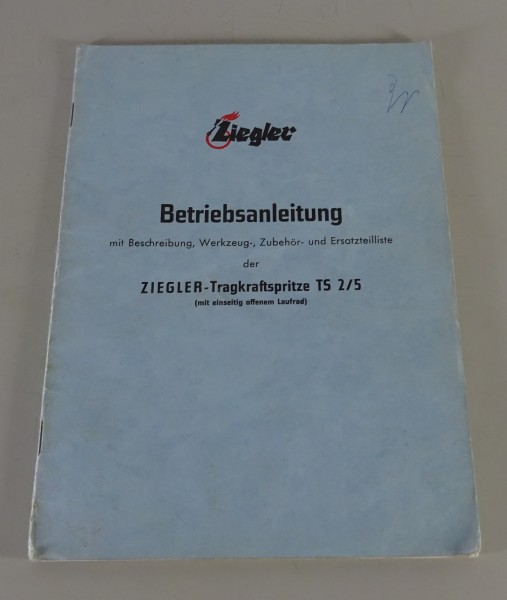 Ziegler
Betriebsanleitung
mit Beschreibung, Werkzeug-, Zubehör- und Ersatzteilliste
der
ZIEGLER-Tragkraftspritze TS 2/5
(mit einseitig offenem Laufrad)